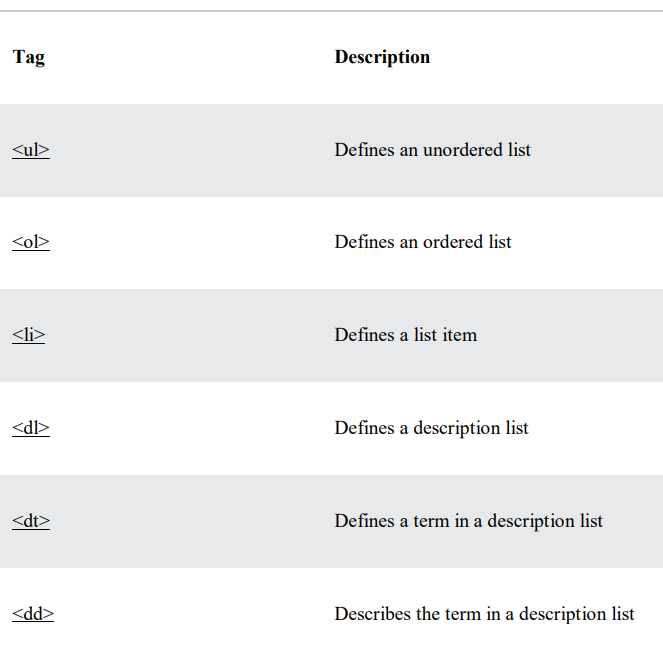 Tag Description
<ul> Defines an unordered list
<ol> Defines an ordered list
<li> Defines a list item
<dl> Defines a description list
<dt> Defines a term in a description list
<dd> Describes the term in a description list